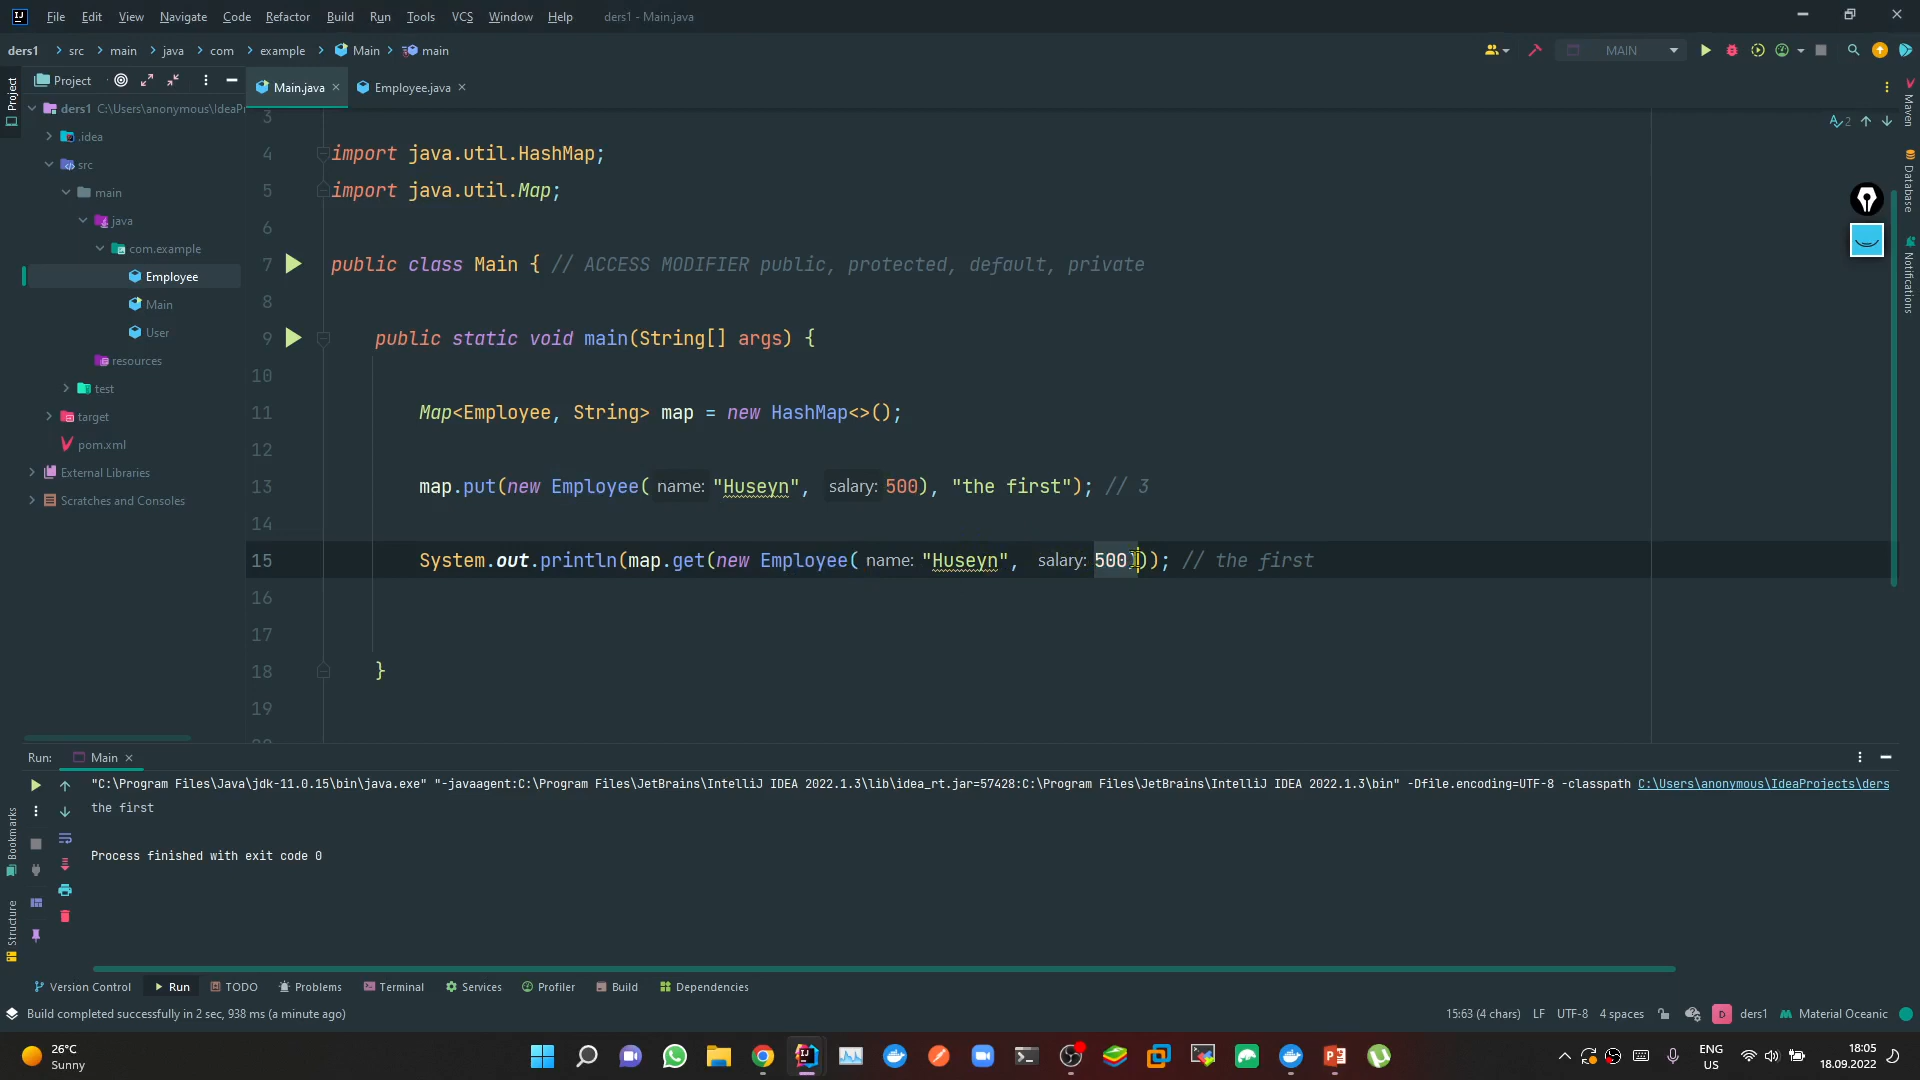 File Edit View Navigate Code Refactor Build Run Tools VCS Window Help ders1 - Main.java
ders1 src main java com example Main main MAIN
Project Main.java Employee.java
Project
ders1 C:\Users\anonymous\IdeaPr
.idea
src
main
java
com.example
Employee
Main
User
resources
test
target
pom.xml
External Libraries
Scratches and Consoles
2
3
4 import java.util.HashMap;
5 import java.util.Map;
6
7 public class Main { // ACCESS MODIFIER public, protected, default, private
8
9 public static void main(String[] args) {
10
11 Map<Employee, String> map = new HashMap<>();
12
13 map.put(new Employee( name: "Huseyn", salary: 500), "the first"); // 3
14
15 System.out.println(map.get(new Employee( name: "Huseyn", salary: 500))); // the first
16
17
18 }
19
Maven
Database
Notifications
Run: Main
"C:\Program Files\Java\jdk-11.0.15\bin\java.exe" "-javaagent:C:\Program Files\JetBrains\IntelliJ IDEA 2022.1.3\lib\idea_rt.jar=57428:C:\Program Files\JetBrains\IntelliJ IDEA 2022.1.3\bin" -Dfile.encoding=UTF-8 -classpath C:\Users\anonymous\IdeaProjects\ders
the first
Process finished with exit code 0
Bookmarks
Structure
Version Control Run TODO Problems Terminal Services Profiler Build Dependencies
Build completed successfully in 2 sec, 938 ms (a minute ago) 15:63 (4 chars) LF UTF-8 4 spaces D ders1 Material Oceanic
26°C
Sunny
ENG
US
18:05
18.09.2022